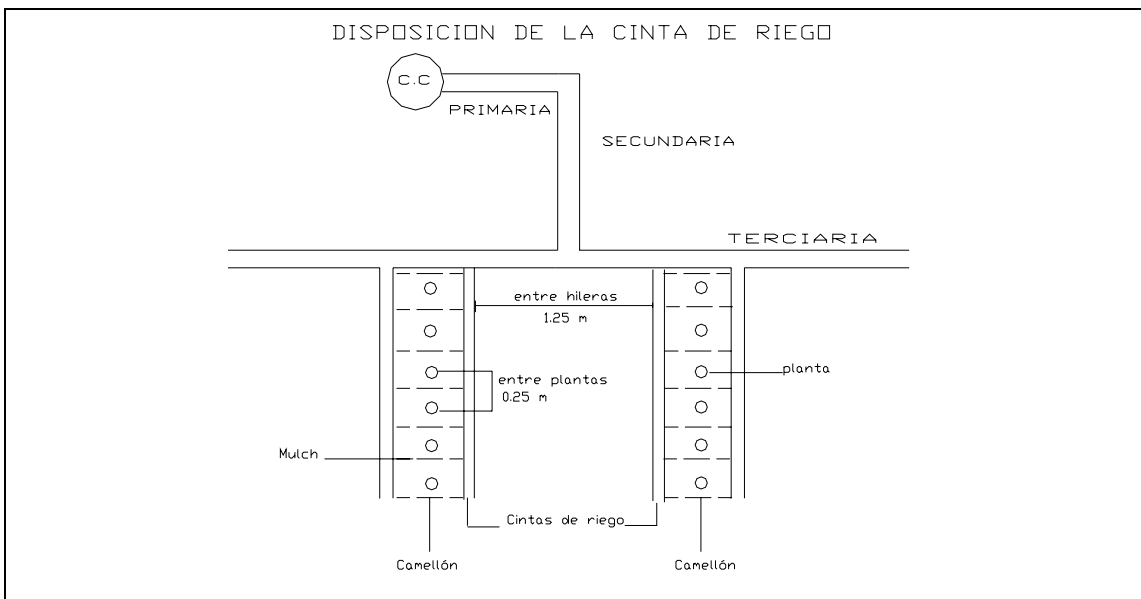 DISPOSICION DE LA CINTA DE RIEGO
C.C
PRIMARIA
SECUNDARIA
TERCIARIA
entre hileras
1.25 m
planta
entre plantas
0.25 m
Mulch
Cintas de riego
Camellón
Camellón